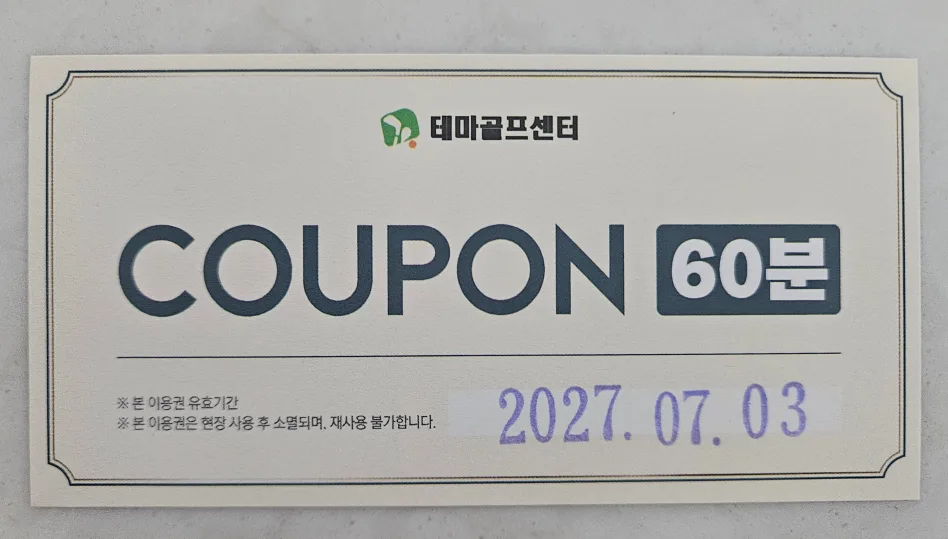 테마골프센터
COUPON 60분
※ 본 이용권 유효기간
2027. 07. 03
※ 본 이용권은 현장 사용 후 소멸되며, 재사용 불가합니다.